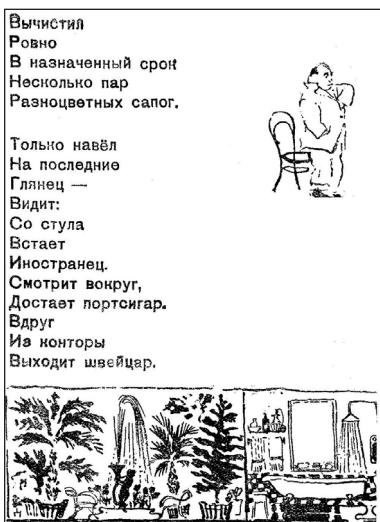 Вычистил
Ровно
В назначенный срок
Несколько пар
Разноцветных сапог.
Только навёл
На последние
Глянец —
Видит:
Со стула
Встает
Иностранец.
Смотрит вокруг,
Достает портсигар.
Вдруг
Из конторы
Выходит швейцар.